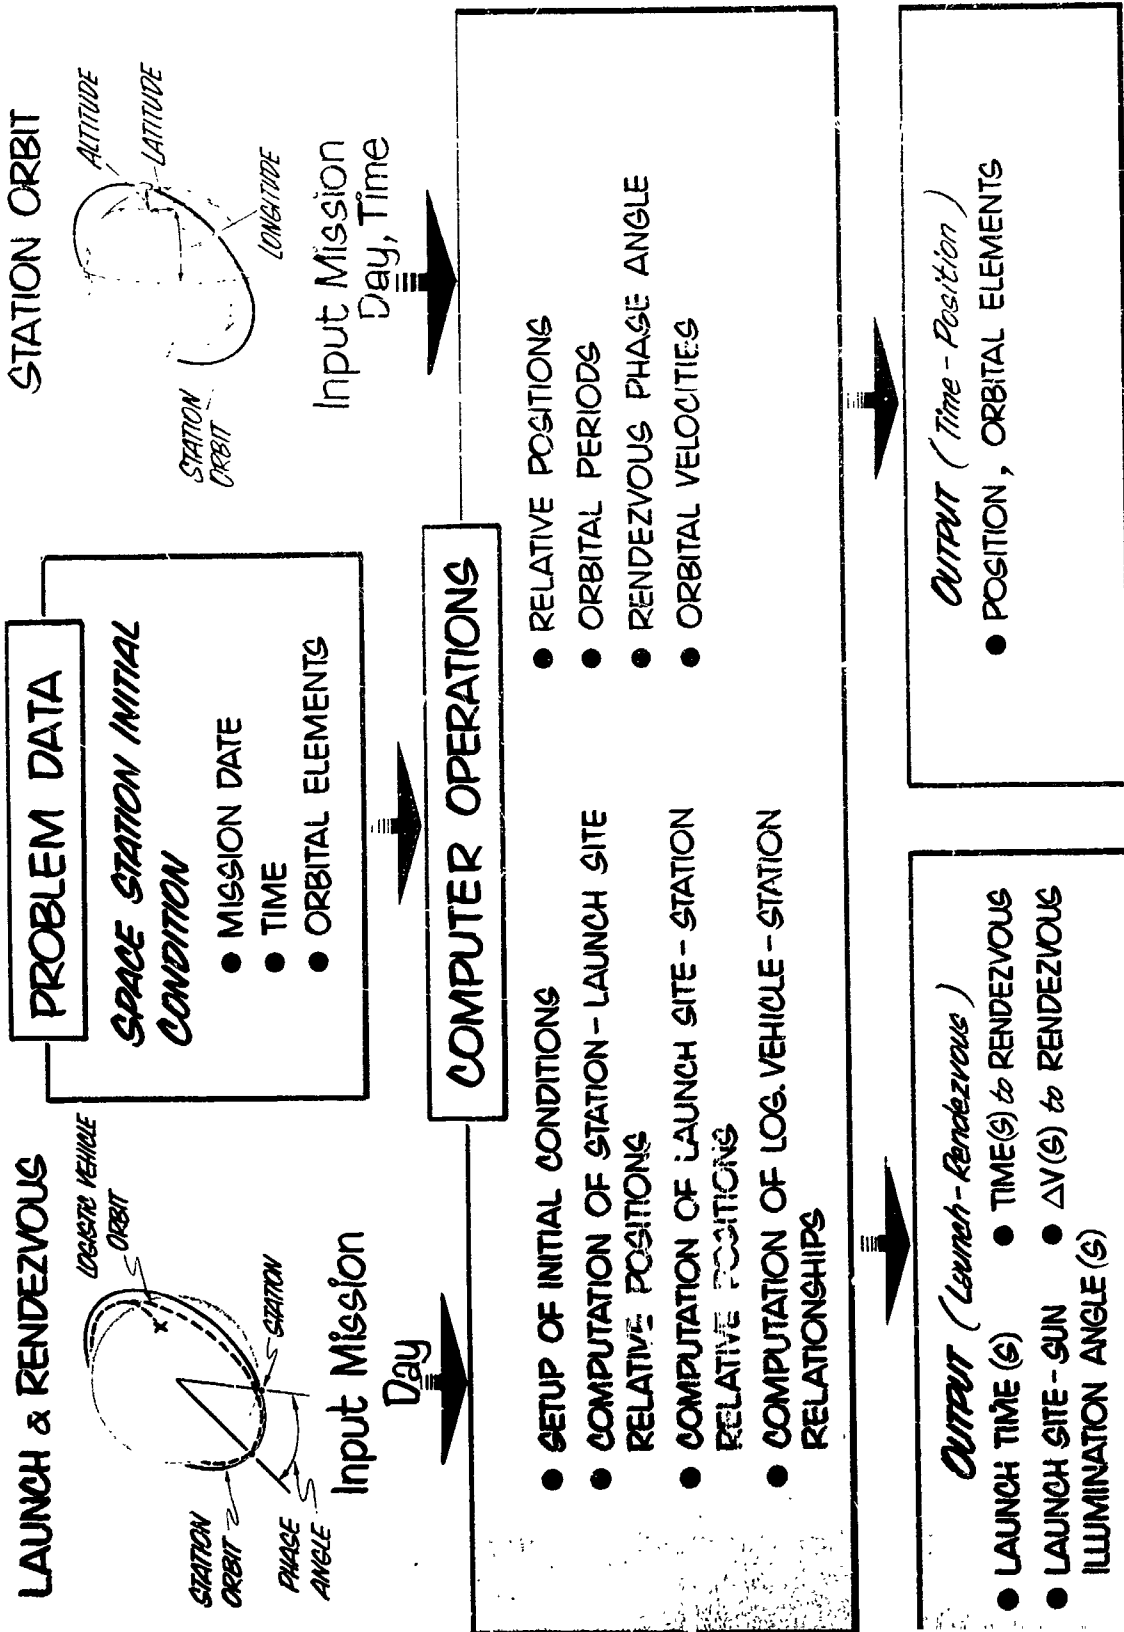 LAUNCH & RENDEZVOUS
LOGISTIC VEHICLE
ORBIT
STATION
STATION
ORBIT
PHASE
ANGLE
Input Mission
Day
PROBLEM DATA
SPACE STATION INITIAL
CONDITION
● MISSION DATE
● TIME
● ORBITAL ELEMENTS
STATION ORBIT
ALTITUDE
LATITUDE
LONGITUDE
STATION
ORBIT
Input Mission
Day, Time
COMPUTER OPERATIONS
● SETUP OF INITIAL CONDITIONS
● COMPUTATION OF STATION - LAUNCH SITE
RELATIVE POSITIONS
● COMPUTATION OF LAUNCH SITE - STATION
RELATIVE POSITIONS
● COMPUTATION OF LOG. VEHICLE - STATION
RELATIONSHIPS
● RELATIVE POSITIONS
● ORBITAL PERIODS
● RENDEZVOUS PHASE ANGLE
● ORBITAL VELOCITIES
OUTPUT (Launch - Rendezvous)
● LAUNCH TIME(S)
● LAUNCH SITE - SUN
ILLUMINATION ANGLE(S)
● TIME(S) to RENDEZVOUS
● ΔV(S) to RENDEZVOUS
OUTPUT (Time - Position)
● POSITION, ORBITAL ELEMENTS